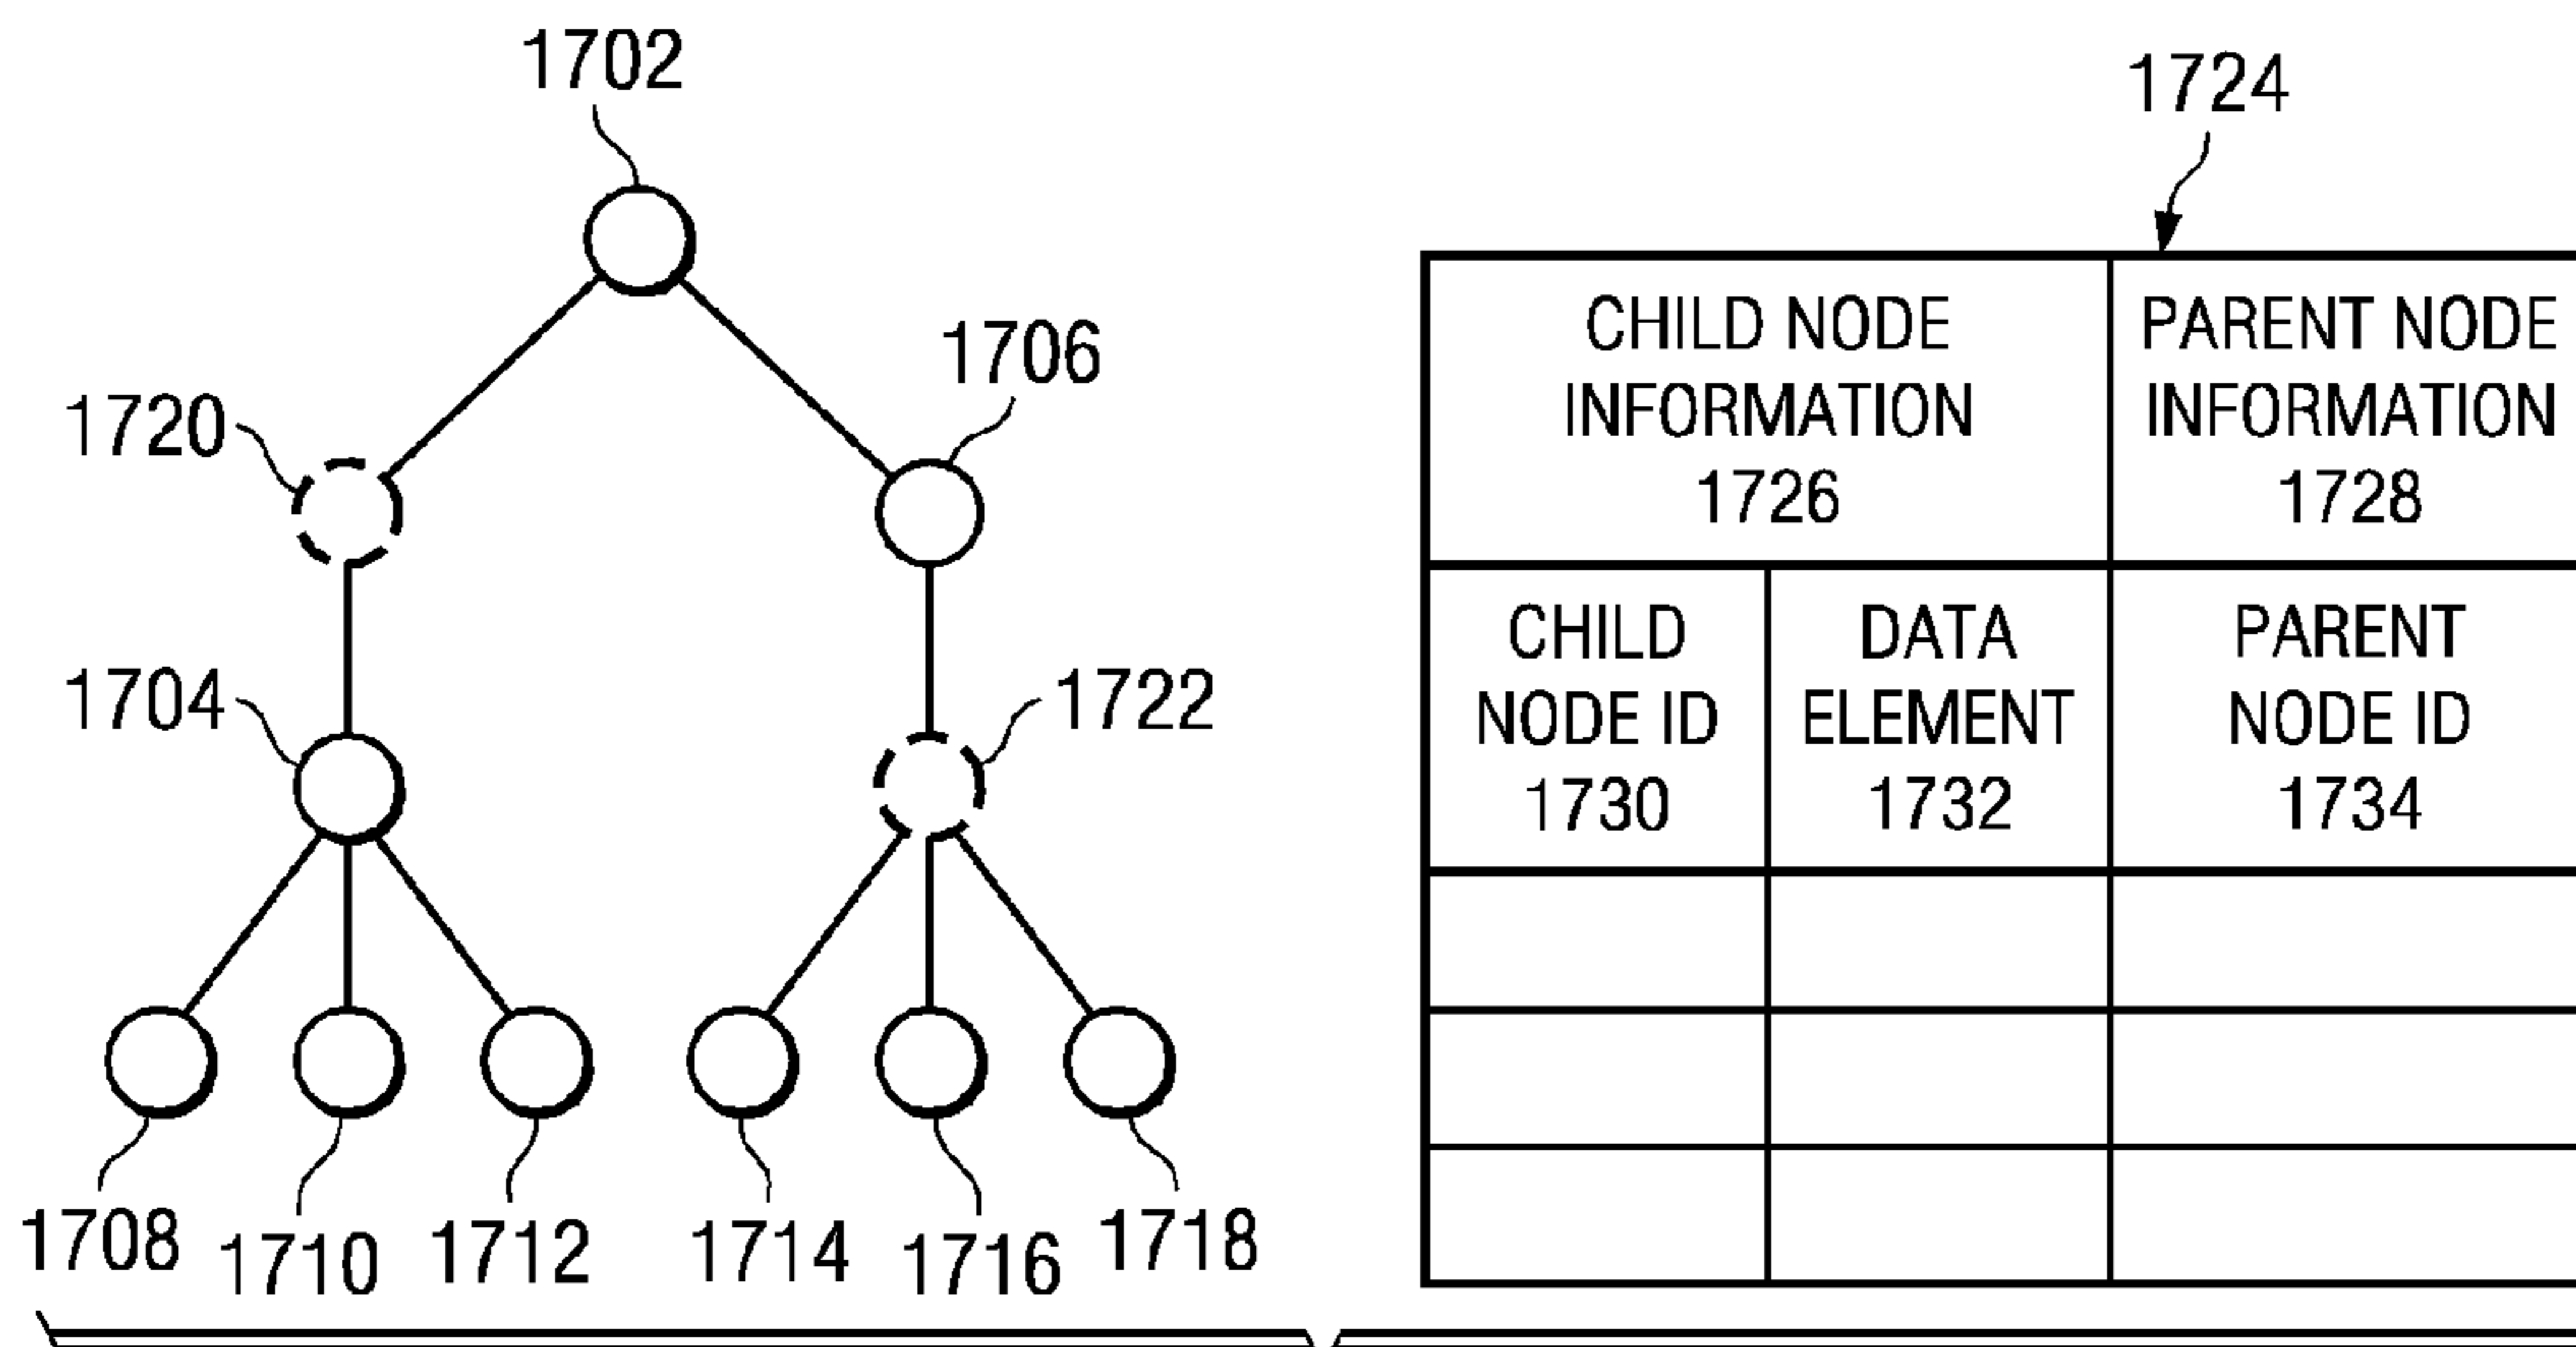 1702
1724
1706
1720
1704
1722
1708
1710
1712
1714
1716
1718
CHILD NODE
INFORMATION
1726
PARENT NODE
INFORMATION
1728
CHILD
NODE ID
1730
DATA
ELEMENT
1732
PARENT
NODE ID
1734